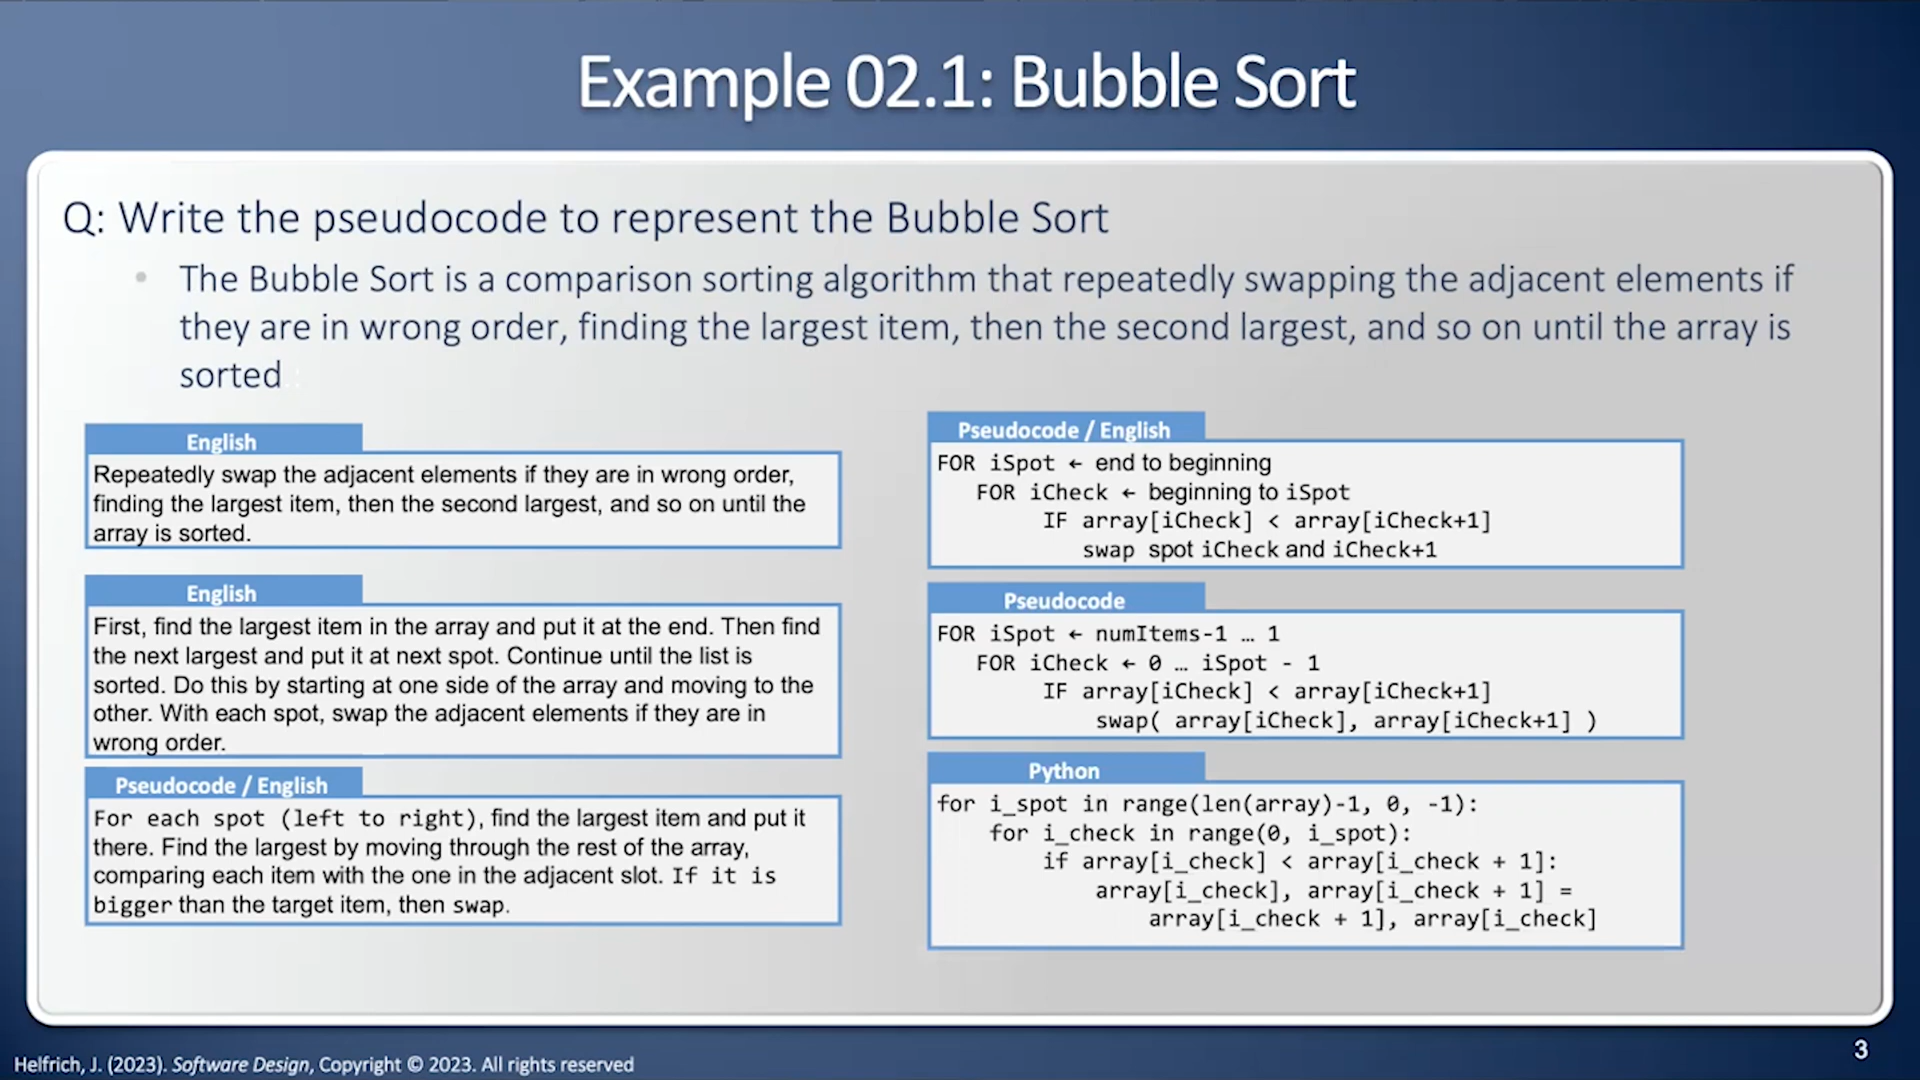 Example 02.1: Bubble Sort
Q: Write the pseudocode to represent the Bubble Sort
• The Bubble Sort is a comparison sorting algorithm that repeatedly swapping the adjacent elements if
they are in wrong order, finding the largest item, then the second largest, and so on until the array is
sorted
English
Repeatedly swap the adjacent elements if they are in wrong order,
finding the largest item, then the second largest, and so on until the
array is sorted.
English
First, find the largest item in the array and put it at the end. Then find
the next largest and put it at next spot. Continue until the list is
sorted. Do this by starting at one side of the array and moving to the
other. With each spot, swap the adjacent elements if they are in
wrong order.
Pseudocode / English
For each spot (left to right), find the largest item and put it
there. Find the largest by moving through the rest of the array,
comparing each item with the one in the adjacent slot. If it is
bigger than the target item, then swap.
Pseudocode / English
FOR iSpot ← end to beginning
FOR iCheck ← beginning to iSpot
IF array[iCheck] < array[iCheck+1]
swap spot iCheck and iCheck+1
Pseudocode
FOR iSpot ← numItems-1 … 1
FOR iCheck ← 0 … iSpot - 1
IF array[iCheck] < array[iCheck+1]
swap( array[iCheck], array[iCheck+1] )
Python
for i_spot in range(len(array)-1, 0, -1):
for i_check in range(0, i_spot):
if array[i_check] < array[i_check + 1]:
array[i_check], array[i_check + 1] =
array[i_check + 1], array[i_check]
Helfrich, J. (2023). Software Design, Copyright © 2023. All rights reserved
3